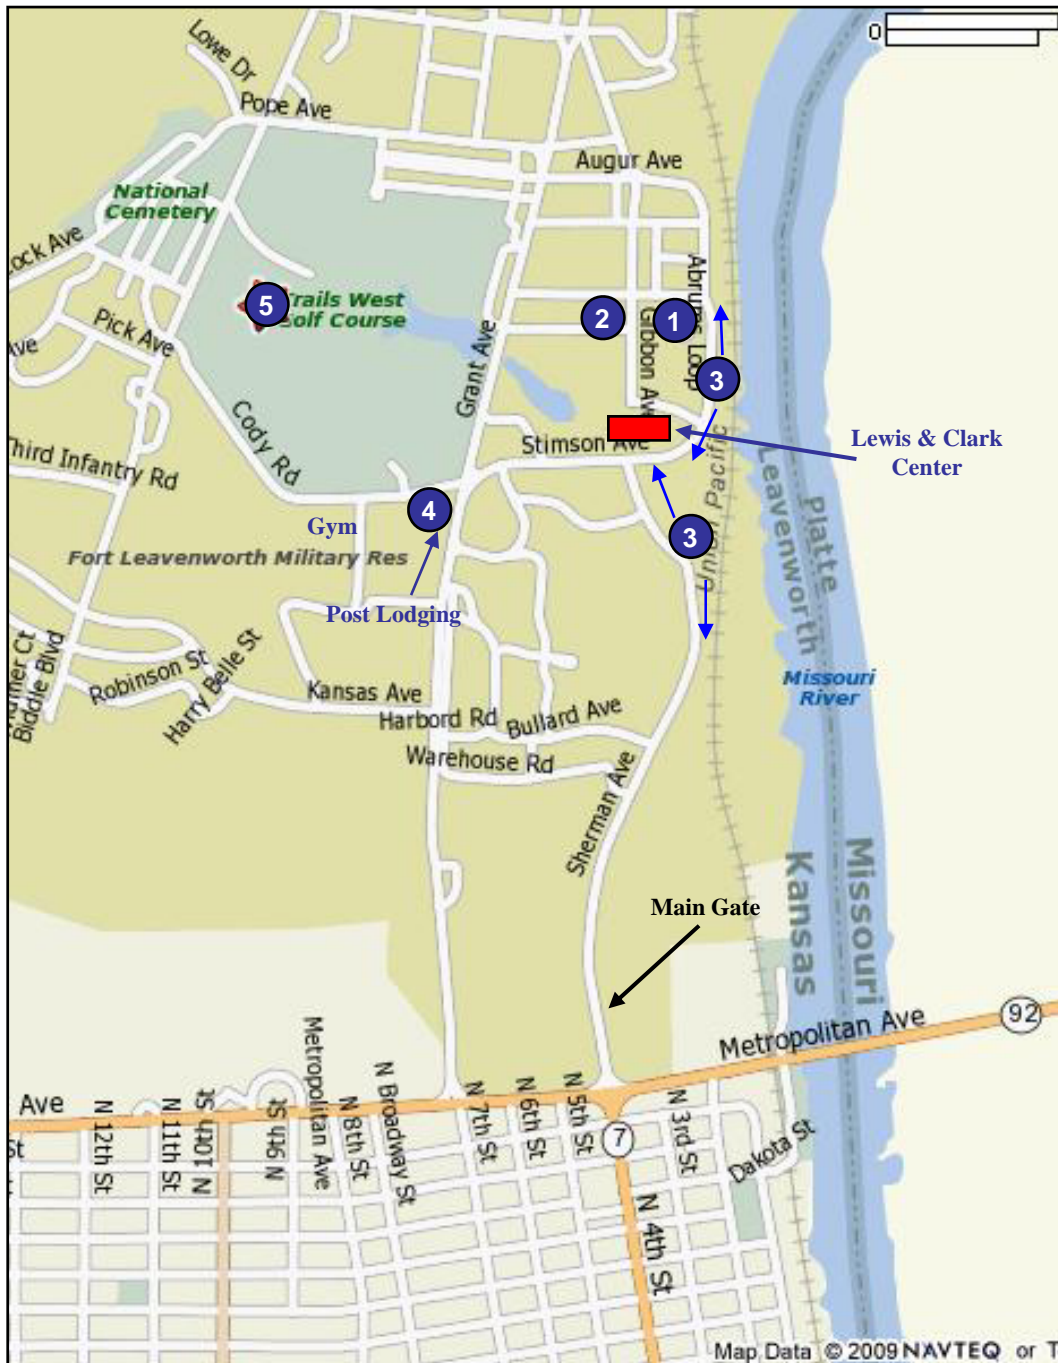 0
Lowe Dr
Pope Ave
Augur Ave
National
Cemetery
ock Ave
Abrums Loop
5
Trails West
Golf Course
2
1
Gibbon Ave
Pick Ave
Ave
3
Grant Ave
Cody Rd
Stimson Ave
Lewis & Clark
Center
Third Infantry Rd
Union Pacific
Leavenworth
Platte
4
Gym
3
Fort Leavenworth Military Res
Post Lodging
Biddle Blvd
Robinson St
Harry Belle St
Kansas Ave
Missouri
River
Harbord Rd
Bullard Ave
Warehouse Rd
Sherman Ave
Kansas
Missouri
Main Gate
92
Metropolitan Ave
Ave
St
N 12th St
N 11th St
N 10th St
N 9th St
Metropolitan Ave
N 8th St
N Broadway St
N 7th St
N 6th St
N 5th St
7
N 3rd St
Dakota St
N 4th St
Map Data © 2009 NAVTEQ or T